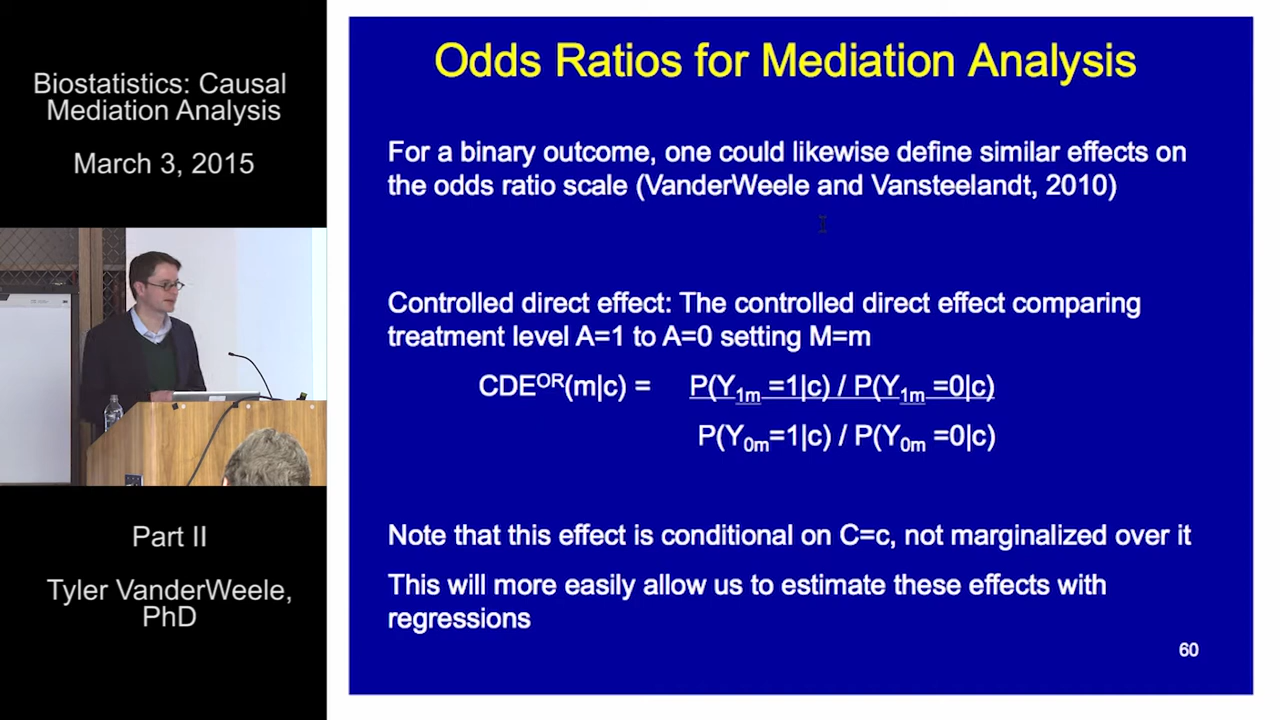 Biostatistics: Causal
Mediation Analysis
March 3, 2015
Part II
Tyler VanderWeele,
PhD
Odds Ratios for Mediation Analysis
For a binary outcome, one could likewise define similar effects on
the odds ratio scale (VanderWeele and Vansteelandt, 2010)
Controlled direct effect: The controlled direct effect comparing
treatment level A=1 to A=0 setting M=m
CDE^OR(m|c) = P(Y_1m =1|c) / P(Y_1m =0|c)
P(Y_0m=1|c) / P(Y_0m =0|c)
Note that this effect is conditional on C=c, not marginalized over it
This will more easily allow us to estimate these effects with
regressions
60